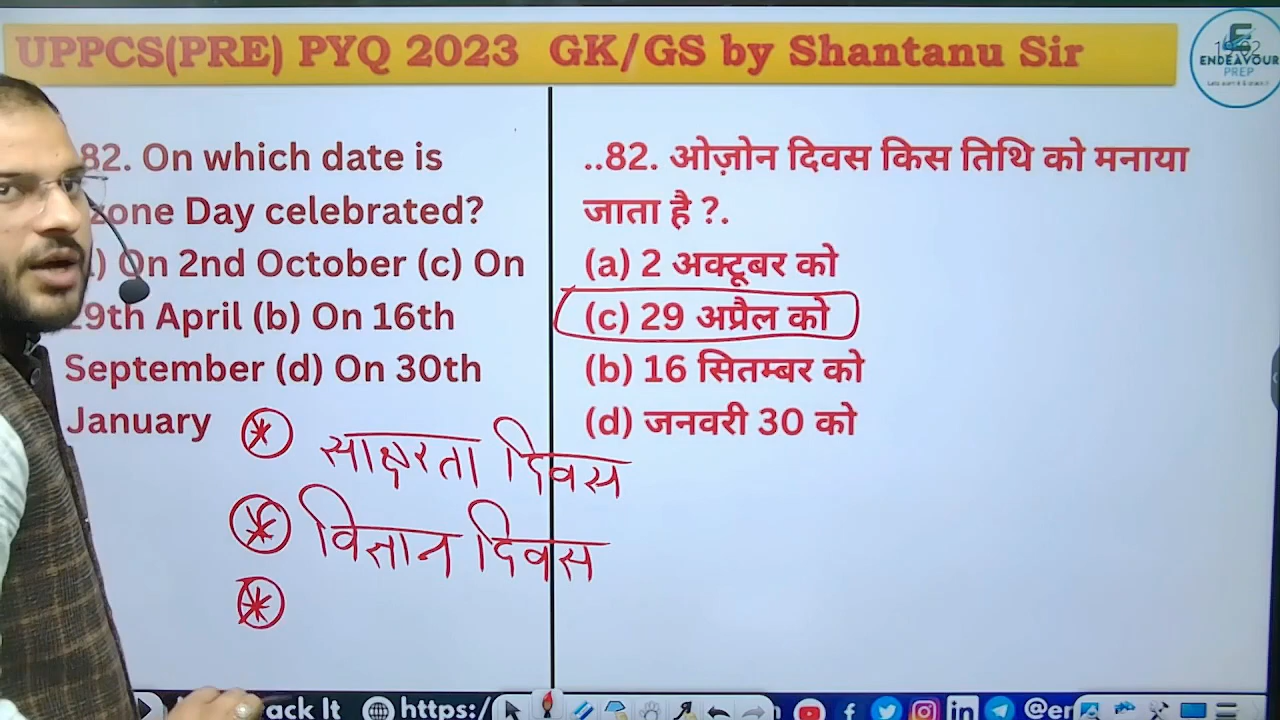 UPPCS(PRE) PYQ 2023 GK/GS by Shantanu Sir
ENDEAVOUR
PREP
82. On which date is
zone Day celebrated?
) On 2nd October (c) On
9th April (b) On 16th
September (d) On 30th
January
..82. ओज़ोन दिवस किस तिथि को मनाया
जाता है ?.
(a) 2 अक्टूबर को
(c) 29 अप्रैल को
(b) 16 सितम्बर को
(d) जनवरी 30 को
साक्षरता दिवस
विज्ञान दिवस
ack It
https:/
@en